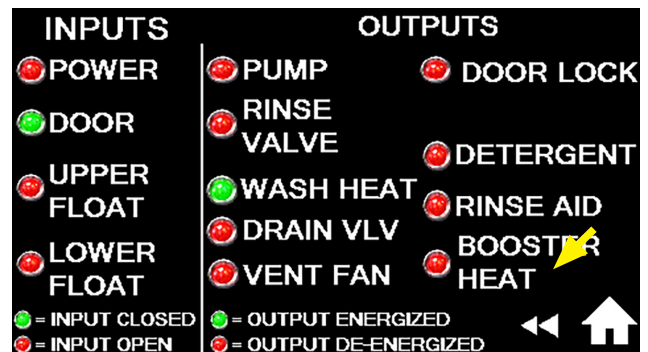 INPUTS
POWER
DOOR
UPPER
FLOAT
LOWER
FLOAT
= INPUT CLOSED
= INPUT OPEN
OUTPUTS
PUMP
RINSE
VALVE
WASH HEAT
DRAIN VLV
VENT FAN
DOOR LOCK
DETERGENT
RINSE AID
BOOSTER
HEAT
= OUTPUT ENERGIZED
= OUTPUT DE-ENERGIZED